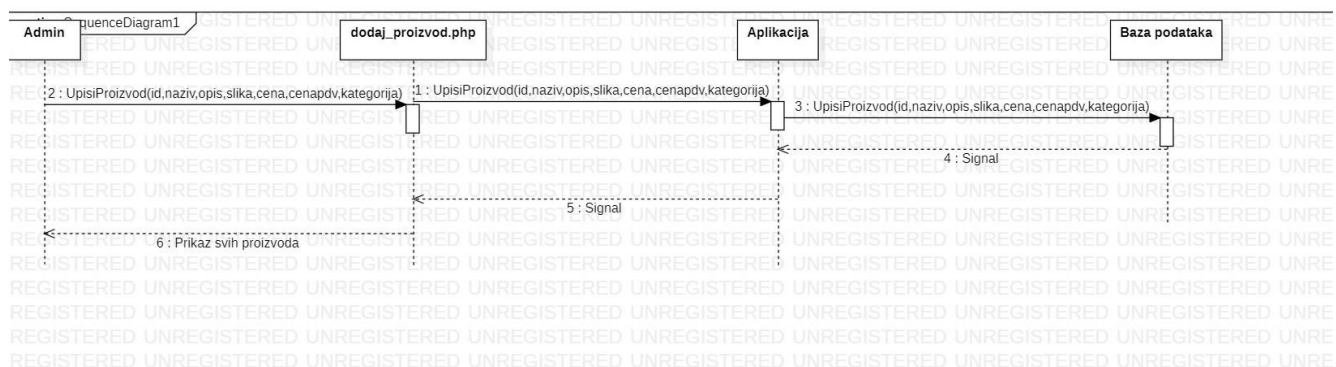 SequenceDiagram1
Admin
dodaj_proizvod.php
Aplikacija
Baza podataka
2 : UpisiProizvod(id,naziv,opis,slika,cena,cenapdv,kategorija)
1 : UpisiProizvod(id,naziv,opis,slika,cena,cenapdv,kategorija)
3 : UpisiProizvod(id,naziv,opis,slika,cena,cenapdv,kategorija)
4 : Signal
5 : Signal
6 : Prikaz svih proizvoda